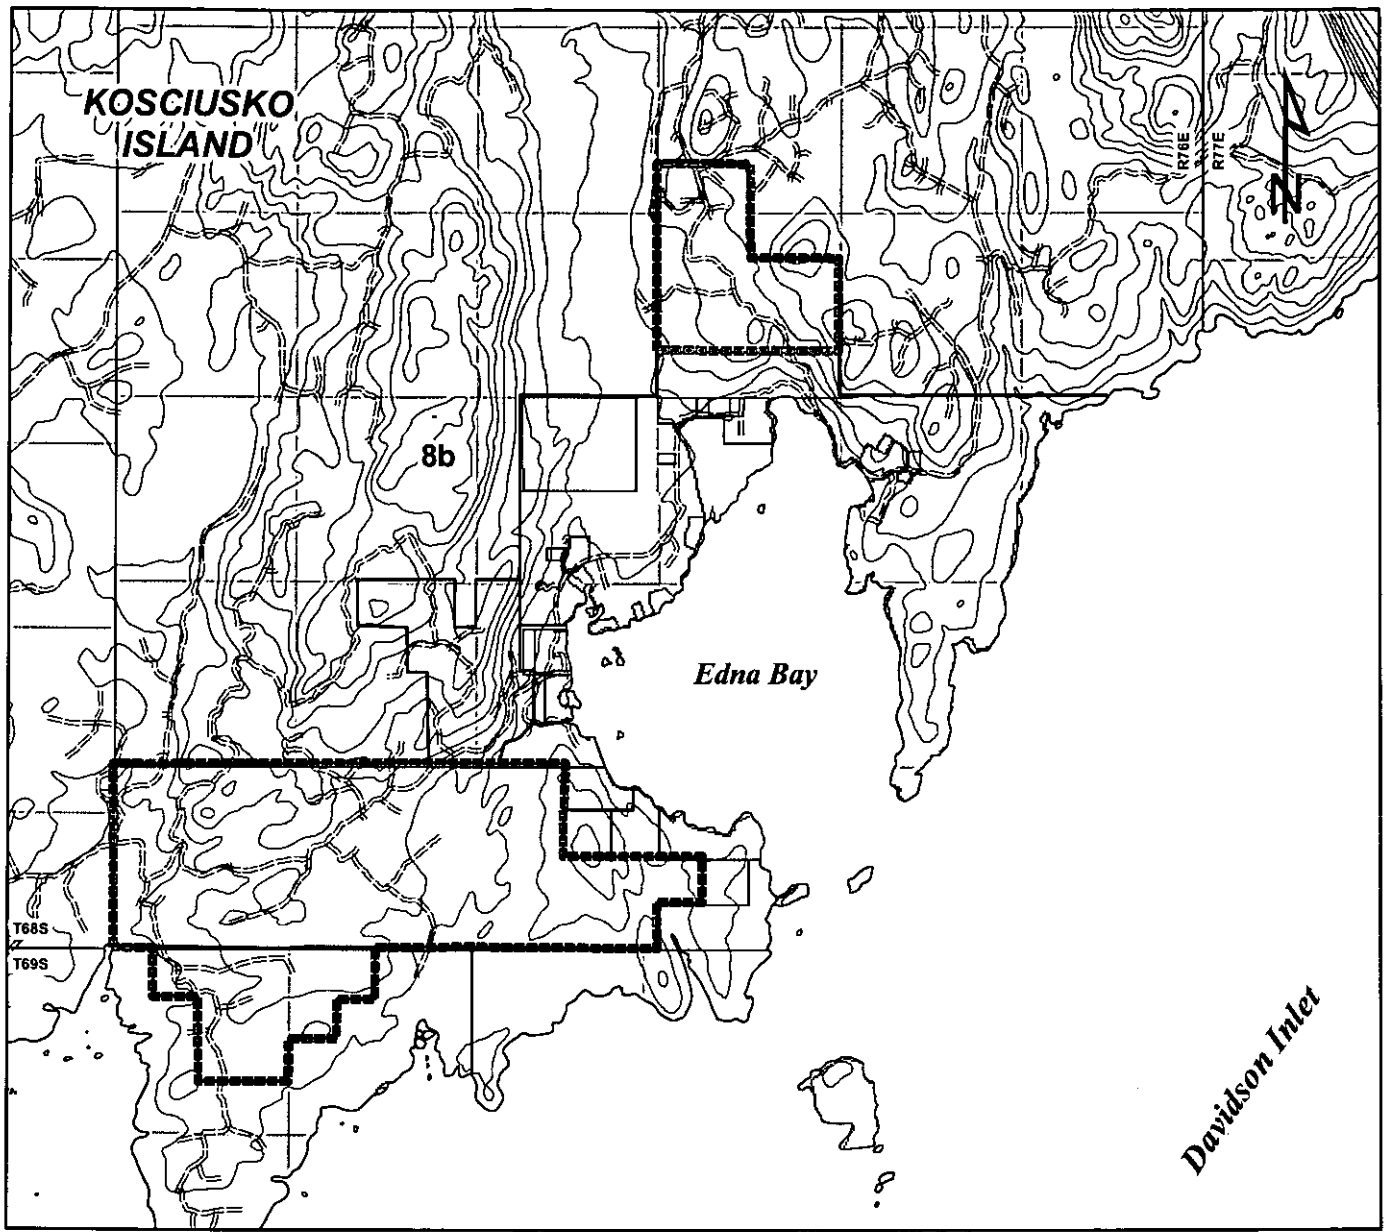 KOSCIUSKO
ISLAND
R76E
R77E
N
8b
Edna Bay
T68S
T69S
Davidson Inlet